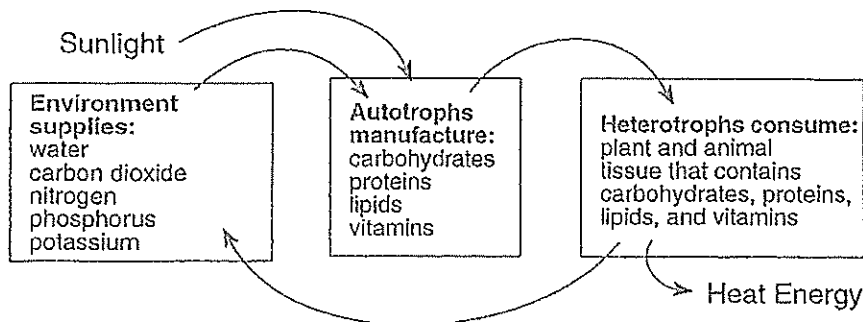 Sunlight
Environment
supplies:
water
carbon dioxide
nitrogen
phosphorus
potassium
Autotrophs
manufacture:
carbohydrates
proteins
lipids
vitamins
Heterotrophs consume:
plant and animal
tissue that contains
carbohydrates, proteins,
lipids, and vitamins
Heat Energy